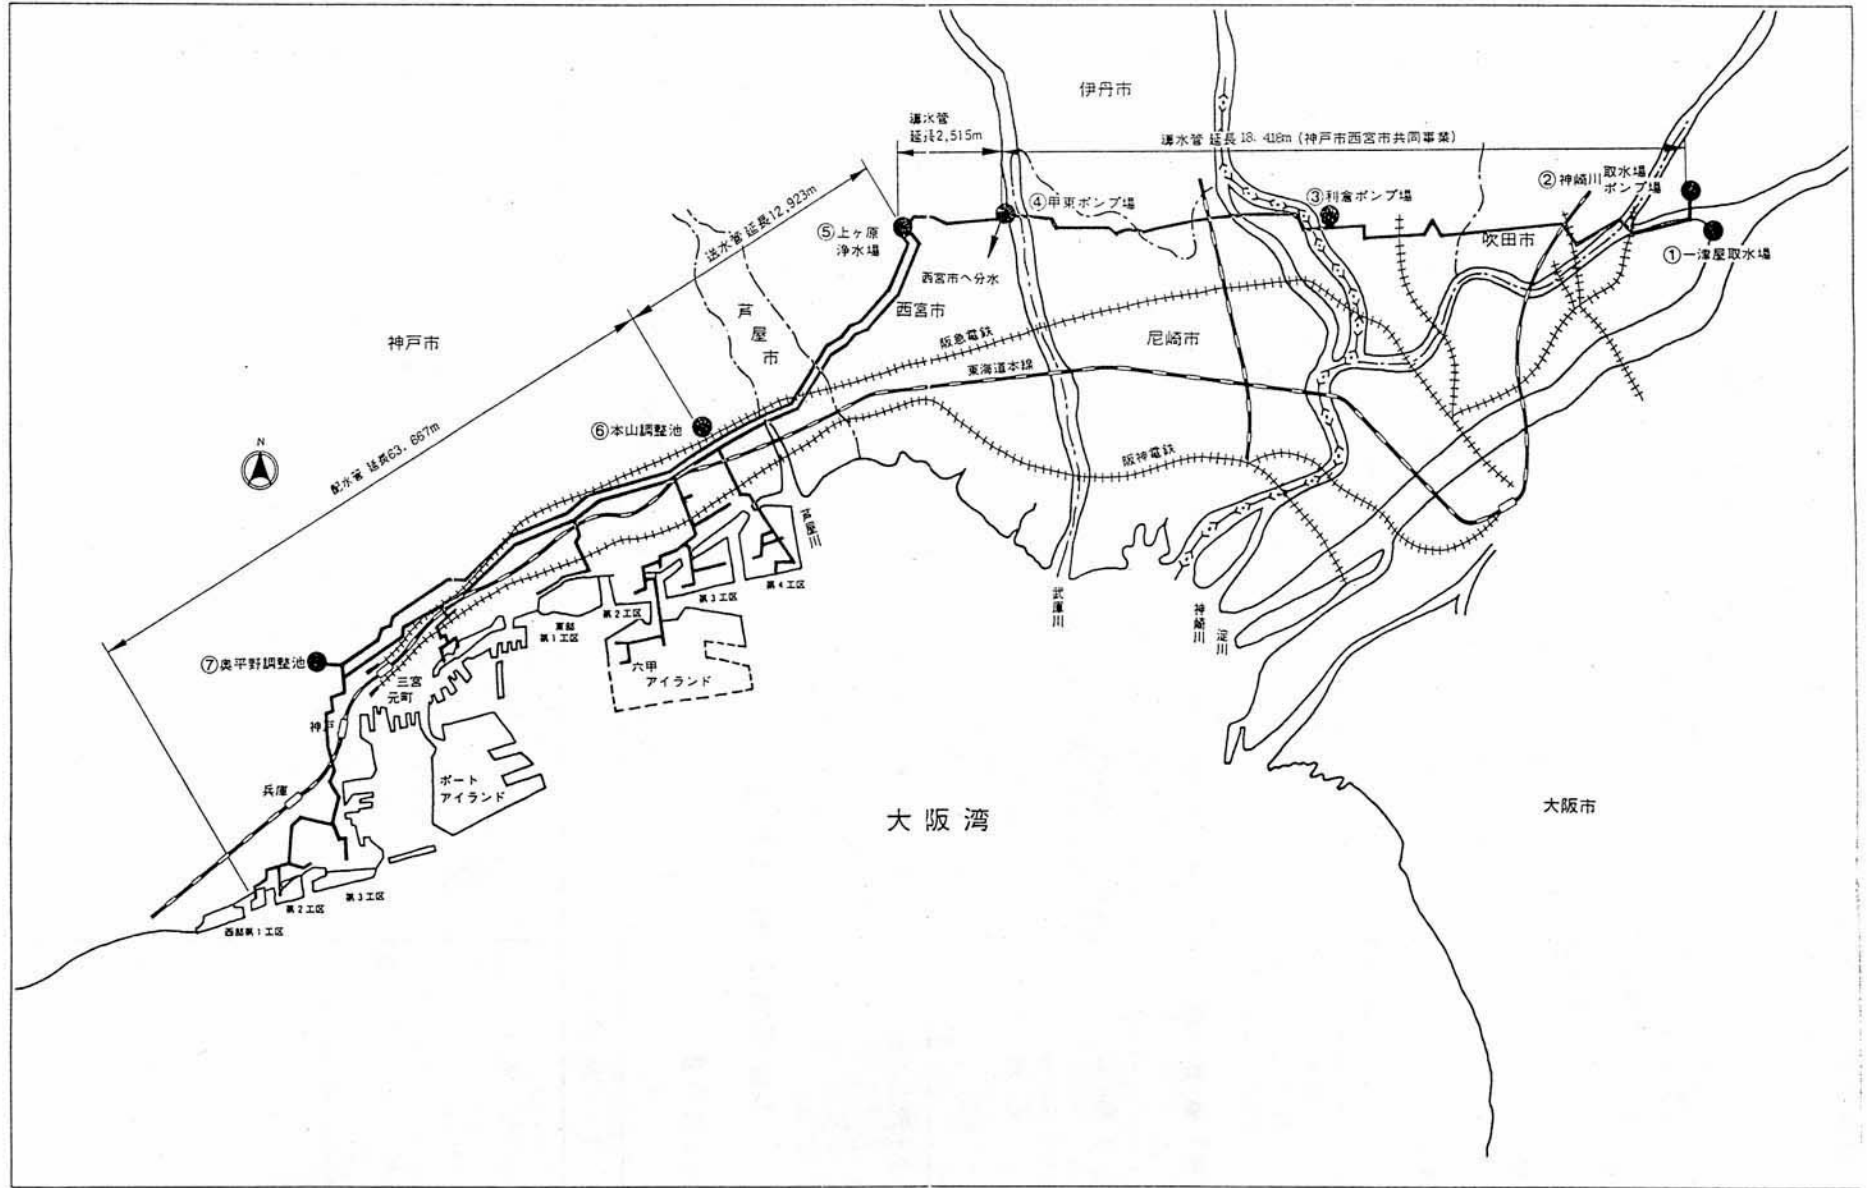 伊丹市
導水管
延長2,515m
導水管 延長 18.418m (神戸市西宮市共同事業)
②神崎川 取水場
ポンプ場
④甲東ポンプ場
③利倉ポンプ場
送水管 延長12,923m
⑤上ヶ原
浄水場
吹田市
①一津屋取水場
西宮市へ分水
芦屋市
西宮市
神戸市
阪急電鉄
尼崎市
東海道本線
⑥本山調整池
N
配水管 延長63.667m
阪神電鉄
芦屋川
第4工区
第3工区
第2工区
東部
第1工区
武庫川
神崎川
淀川
⑦奥平野調整池
六甲
アイランド
三宮
元町
神戸
ポート
アイランド
兵庫
大阪湾
大阪市
第3工区
第2工区
西部第1工区